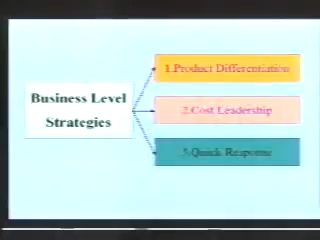 Business Level
Strategies
1.Product Differentiation
2.Cost Leadership
3.Quick Response